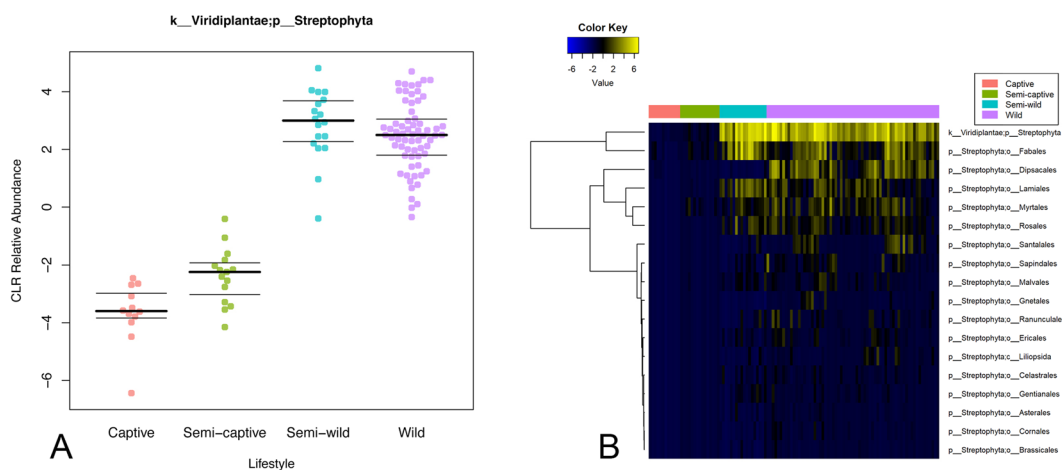 k__Viridiplantae;p__Streptophyta
CLR Relative Abundance
4
2
0
−2
−4
−6
Captive
Semi−captive
Semi−wild
Wild
Lifestyle
A
Color Key
-6
-2
2
6
Value
Captive
Semi-captive
Semi-wild
Wild
k__Viridiplantae;p__Streptophyta
p__Streptophyta;o__Fabales
p__Streptophyta;o__Dipsacales
p__Streptophyta;o__Lamiales
p__Streptophyta;o__Myrtales
p__Streptophyta;o__Rosales
p__Streptophyta;o__Santalales
p__Streptophyta;o__Sapindales
p__Streptophyta;o__Malvales
p__Streptophyta;o__Gnetales
p__Streptophyta;o__Ranunculale
p__Streptophyta;o__Ericales
p__Streptophyta;c__Liliopsida
p__Streptophyta;o__Celastrales
p__Streptophyta;o__Gentianales
p__Streptophyta;o__Asterales
p__Streptophyta;o__Cornales
p__Streptophyta;o__Brassicales
B